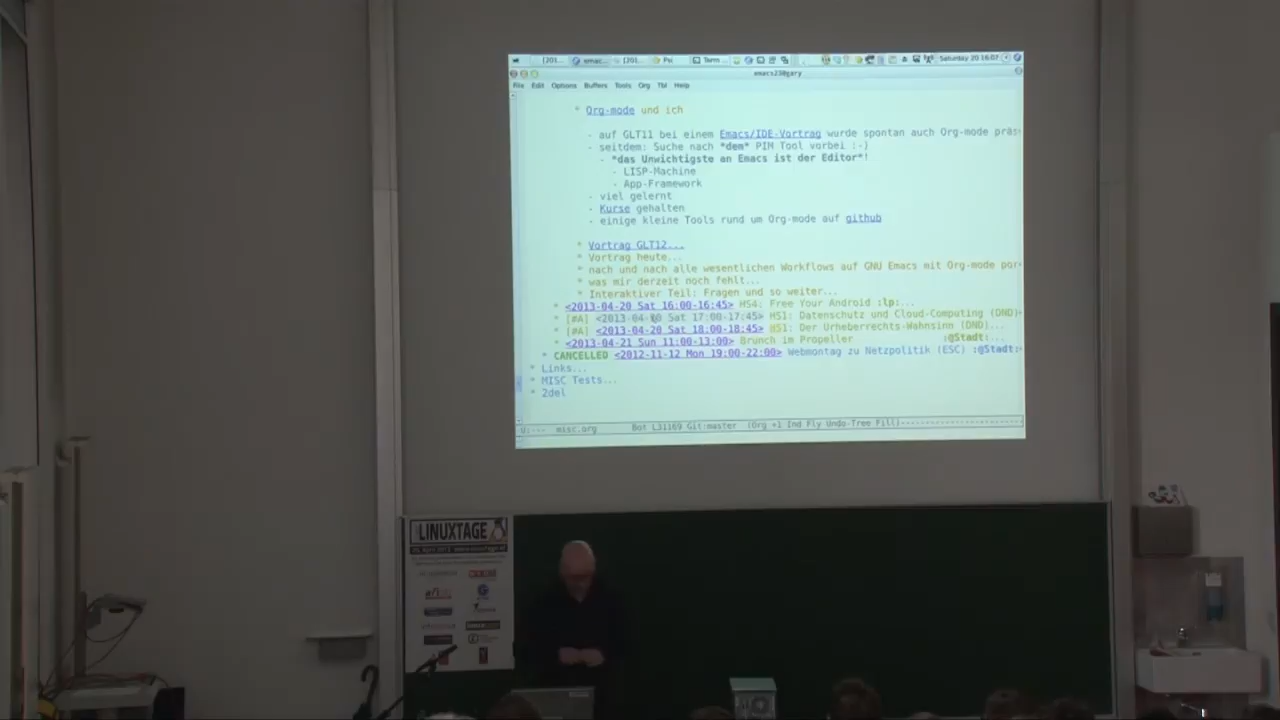 Saturday 20 16:07
emacs23@gary
File Edit Options Buffers Tools Org Tbl Help
* Org-mode und ich
- auf GLT11 bei einem Emacs/IDE-Vortrag wurde spontan auch Org-mode präs
- seitdem: Suche nach *dem* PIM Tool vorbei :-)
- *das Unwichtigste an Emacs ist der Editor*!
- LISP-Machine
- App-Framework
- viel gelernt
- Kurse gehalten
- einige kleine Tools rund um Org-mode auf github
* Vortrag GLT12...
* Vortrag heute...
* nach und nach alle wesentlichen Workflows auf GNU Emacs mit Org-mode por
* was mir derzeit noch fehlt...
* Interaktiver Teil: Fragen und so weiter...
* <2013-04-20 Sat 16:00-16:45> HS4: Free Your Android :lp:...
* [#A] <2013-04-20 Sat 17:00-17:45> HS1: Datenschutz und Cloud-Computing (DND)
* [#A] <2013-04-20 Sat 18:00-18:45> HS1: Der Urheberrechts-Wahnsinn (DND)...
* <2013-04-21 Sun 11:00-13:00> Brunch im Propeller :@Stadt:
* CANCELLED <2012-11-12 Mon 19:00-22:00> Webmontag zu Netzpolitik (ESC) :@Stadt:
* Links...
* MISC Tests...
* 2del
U:--- misc.org Bot L31169 Git:master (Org +1 Ind Fly Undo-Tree Fill)
LINUXTAGE